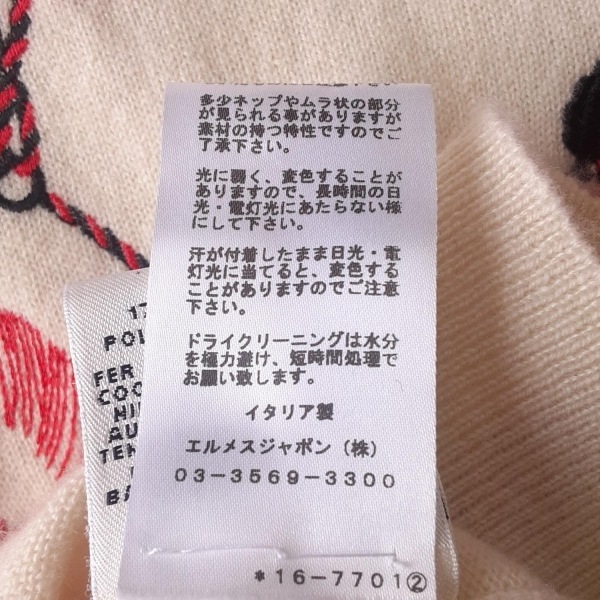 多少ネップやムラ状の部分
が見られる事がありますが
素材の持つ特性ですのでご
了承下さい。
光に弱く、変色することが
ありますので、長時間の日
光・電灯光にあたらない様
にして下さい。
汗が付着したまま日光・電
灯光に当てると、変色する
ことがありますのでご注意
下さい。
ドライクリーニングは水分
を極力避け、短時間処理で
お願い致します。
イタリア製
エルメスジャポン（株）
03-3569-3300
*16-7701②
17
POL
FER
COO
NI
AU
TEN